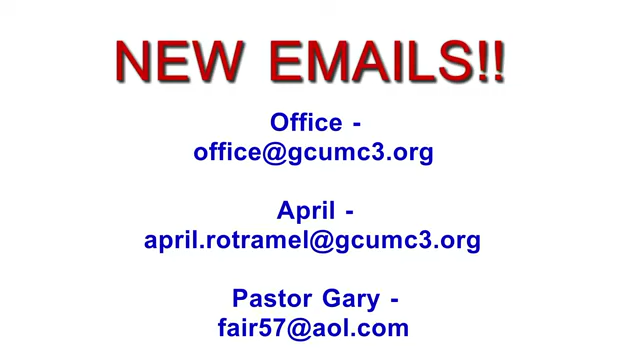 NEW EMAILS!!
Office -
office@gcumc3.org
April -
april.rotramel@gcumc3.org
Pastor Gary -
fair57@aol.com